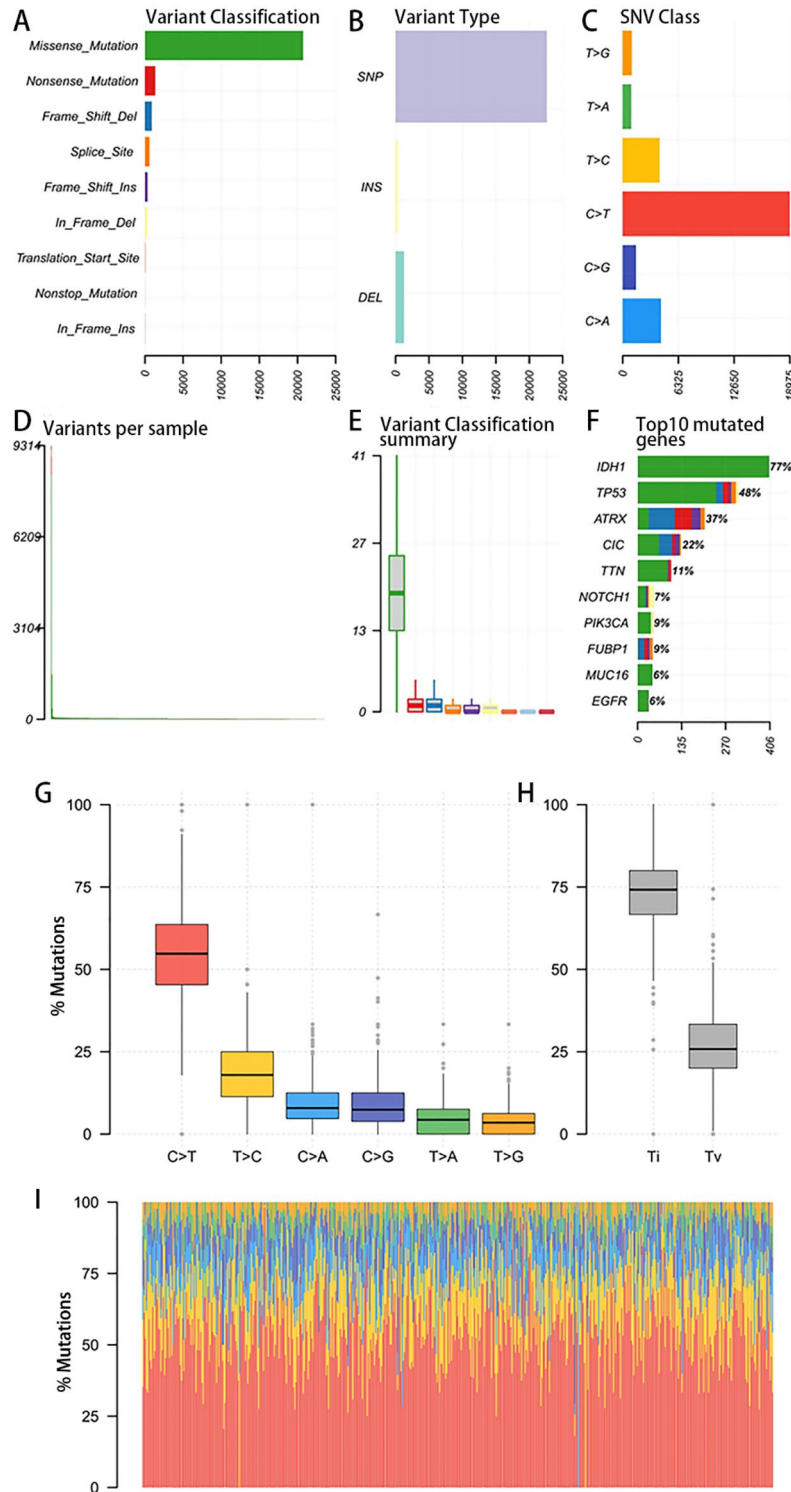 A Variant Classification
Missense_Mutation
Nonsense_Mutation
Frame_Shift_Del
Splice_Site
Frame_Shift_Ins
In_Frame_Del
Translation_Start_Site
Nonstop_Mutation
In_Frame_Ins
0 5000 10000 15000 20000 25000
B Variant Type
SNP
INS
DEL
0 5000 10000 15000 20000 25000
C SNV Class
T>G
T>A
T>C
C>T
C>G
C>A
0 6325 12650 18975
D Variants per sample
9314
6209
3104
0
E Variant Classification
summary
41
27
13
0
F Top10 mutated
genes
IDH1 77%
TP53 48%
ATRX 37%
CIC 22%
TTN 11%
NOTCH1 7%
PIK3CA 9%
FUBP1 9%
MUC16 6%
EGFR 6%
0 135 270 406
G
% Mutations
100
75
50
25
0
C>T T>C C>A C>G T>A T>G
H
100
75
50
25
0
Ti Tv
I
% Mutations
100
75
50
25
0